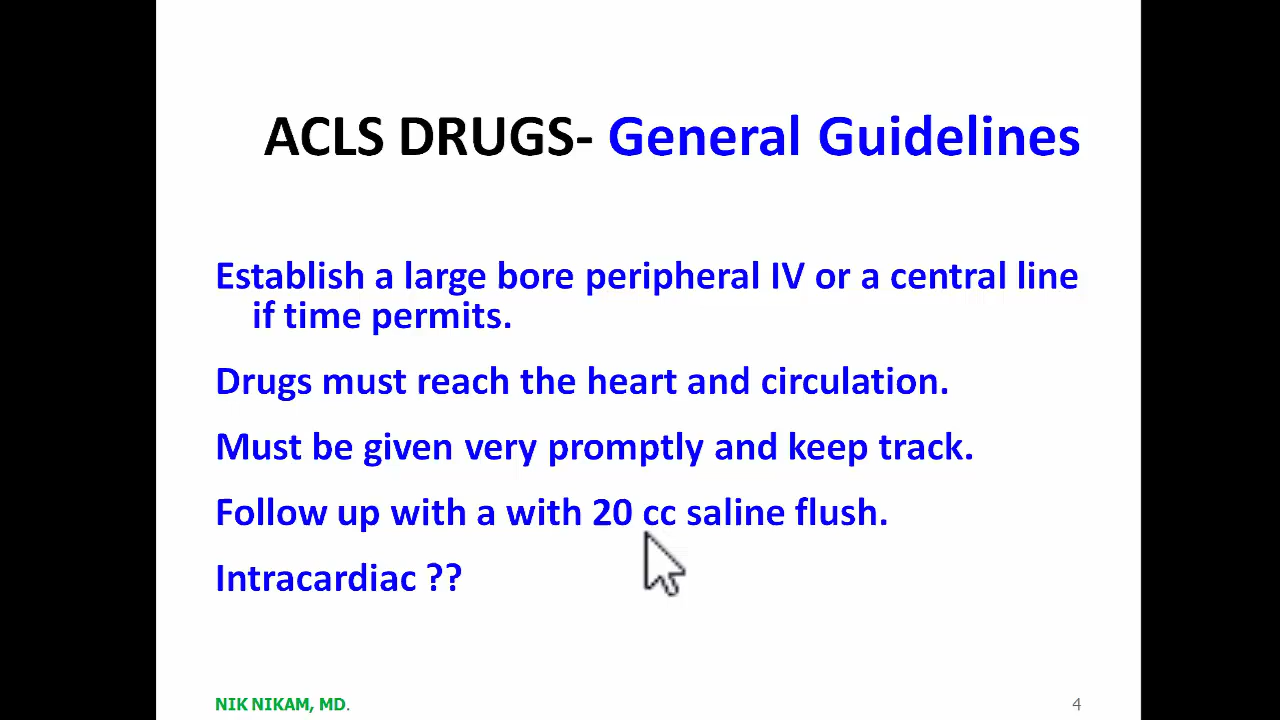 ACLS DRUGS- General Guidelines
Establish a large bore peripheral IV or a central line
if time permits.
Drugs must reach the heart and circulation.
Must be given very promptly and keep track.
Follow up with a with 20 cc saline flush.
Intracardiac ??
NIK NIKAM, MD.
4